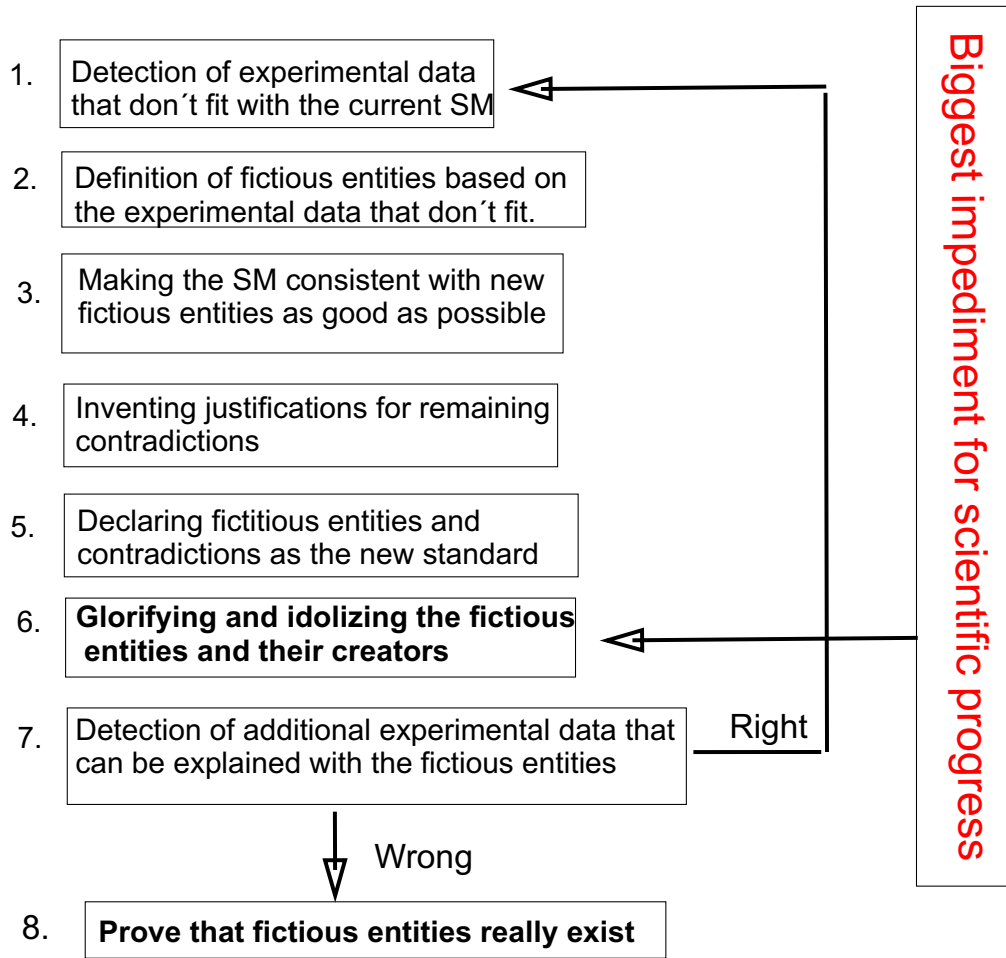 1. Detection of experimental data
that don´t fit with the current SM
2. Definition of fictious entities based on
the experimental data that don´t fit.
3. Making the SM consistent with new
fictious entities as good as possible
4. Inventing justifications for remaining
contradictions
5. Declaring fictitious entities and
contradictions as the new standard
6. Glorifying and idolizing the fictious
entities and their creators
7. Detection of additional experimental data that
can be explained with the fictious entities
Right
Wrong
8. Prove that fictious entities really exist
Biggest impediment for scientific progress